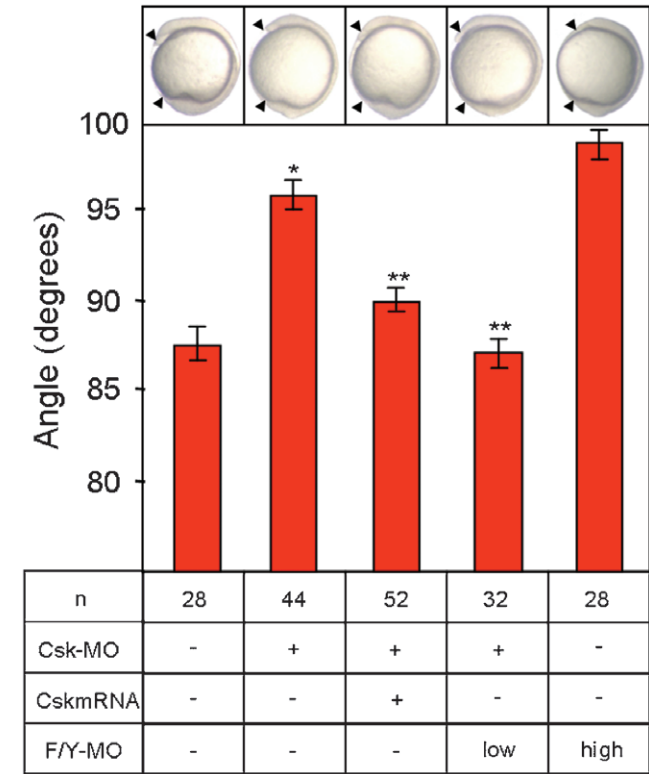 100
95
90
85
80
Angle (degrees)
*
**
**
n 28 44 52 32 28
Csk-MO - + + + -
CskmRNA - - + - -
F/Y-MO - - - low high